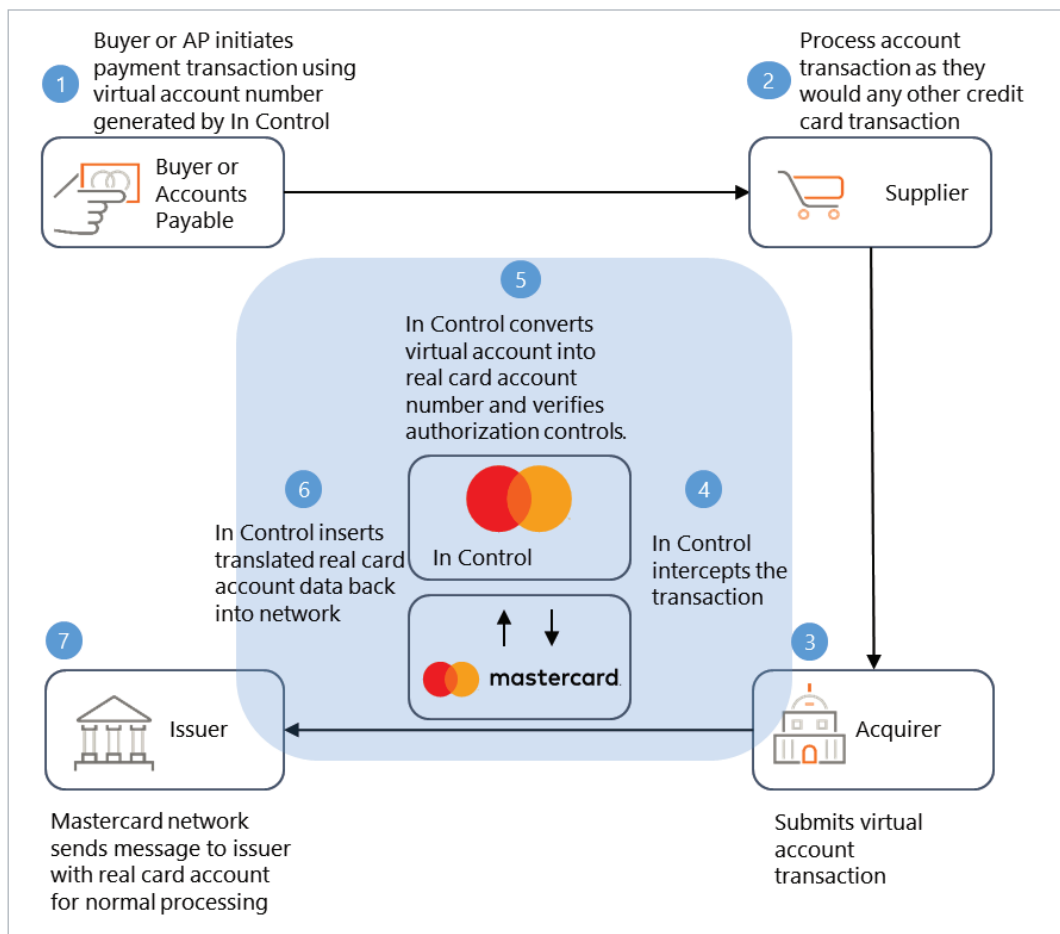 1
Buyer or AP initiates
payment transaction using
virtual account number
generated by In Control
Buyer or
Accounts
Payable
2
Process account
transaction as they
would any other credit
card transaction
Supplier
5
In Control converts
virtual account into
real card account
number and verifies
authorization controls.
6
In Control inserts
translated real card
account data back
into network
In Control
4
In Control
intercepts the
transaction
mastercard.
7
Issuer
Mastercard network
sends message to issuer
with real card account
for normal processing
3
Acquirer
Submits virtual
account
transaction